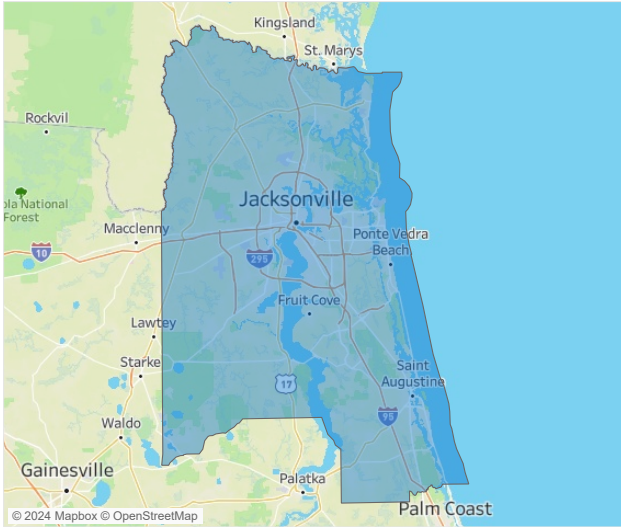 Kingsland
St. Marys
Rockvil
ola National
Forest
Jacksonville
Macclenny
Ponte Vedra
Beach
10
295
Fruit Cove
Lawtey
Starke
Saint
Augustine
17
95
Waldo
Gainesville
Palatka
Palm Coast
© 2024 Mapbox © OpenStreetMap